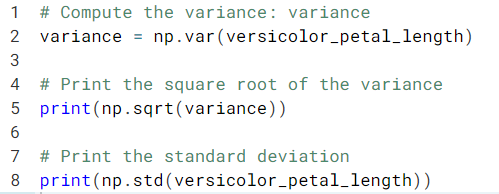 1 # Compute the variance: variance
2 variance = np.var(versicolor_petal_length)
3
4 # Print the square root of the variance
5 print(np.sqrt(variance))
6
7 # Print the standard deviation
8 print(np.std(versicolor_petal_length))